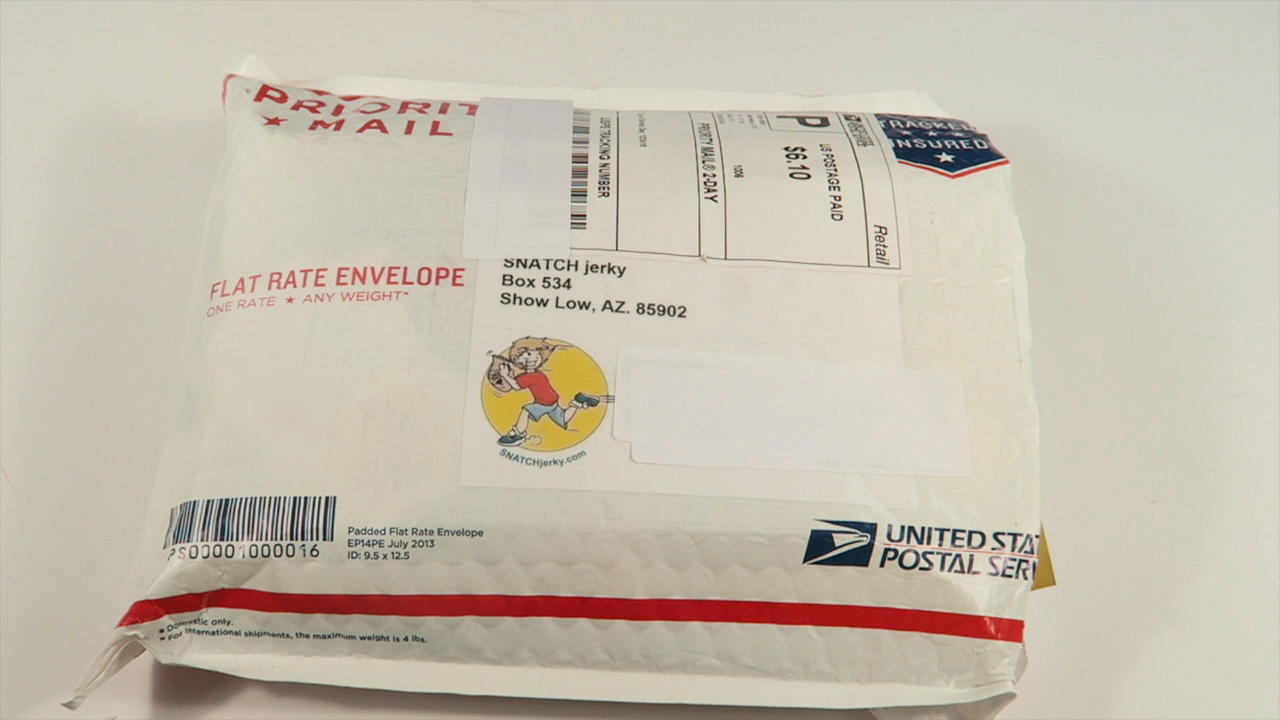 PRIORIT
★ MAIL
TRACKED
INSURED
P
US POSTAGE PAID
$6.10
Retail
1006
PRIORITY MAIL® 2-DAY
USPS TRACKING NUMBER
FLAT RATE ENVELOPE
ONE RATE ★ ANY WEIGHT™
SNATCH jerky
Box 534
Show Low, AZ. 85902
SNATCHjerky.com
PS00001000016
Padded Flat Rate Envelope
EP14PE July 2013
ID: 9.5 x 12.5
UNITED STA
POSTAL SER
Domestic only.
For international shipments, the maximum weight is 4 lbs.